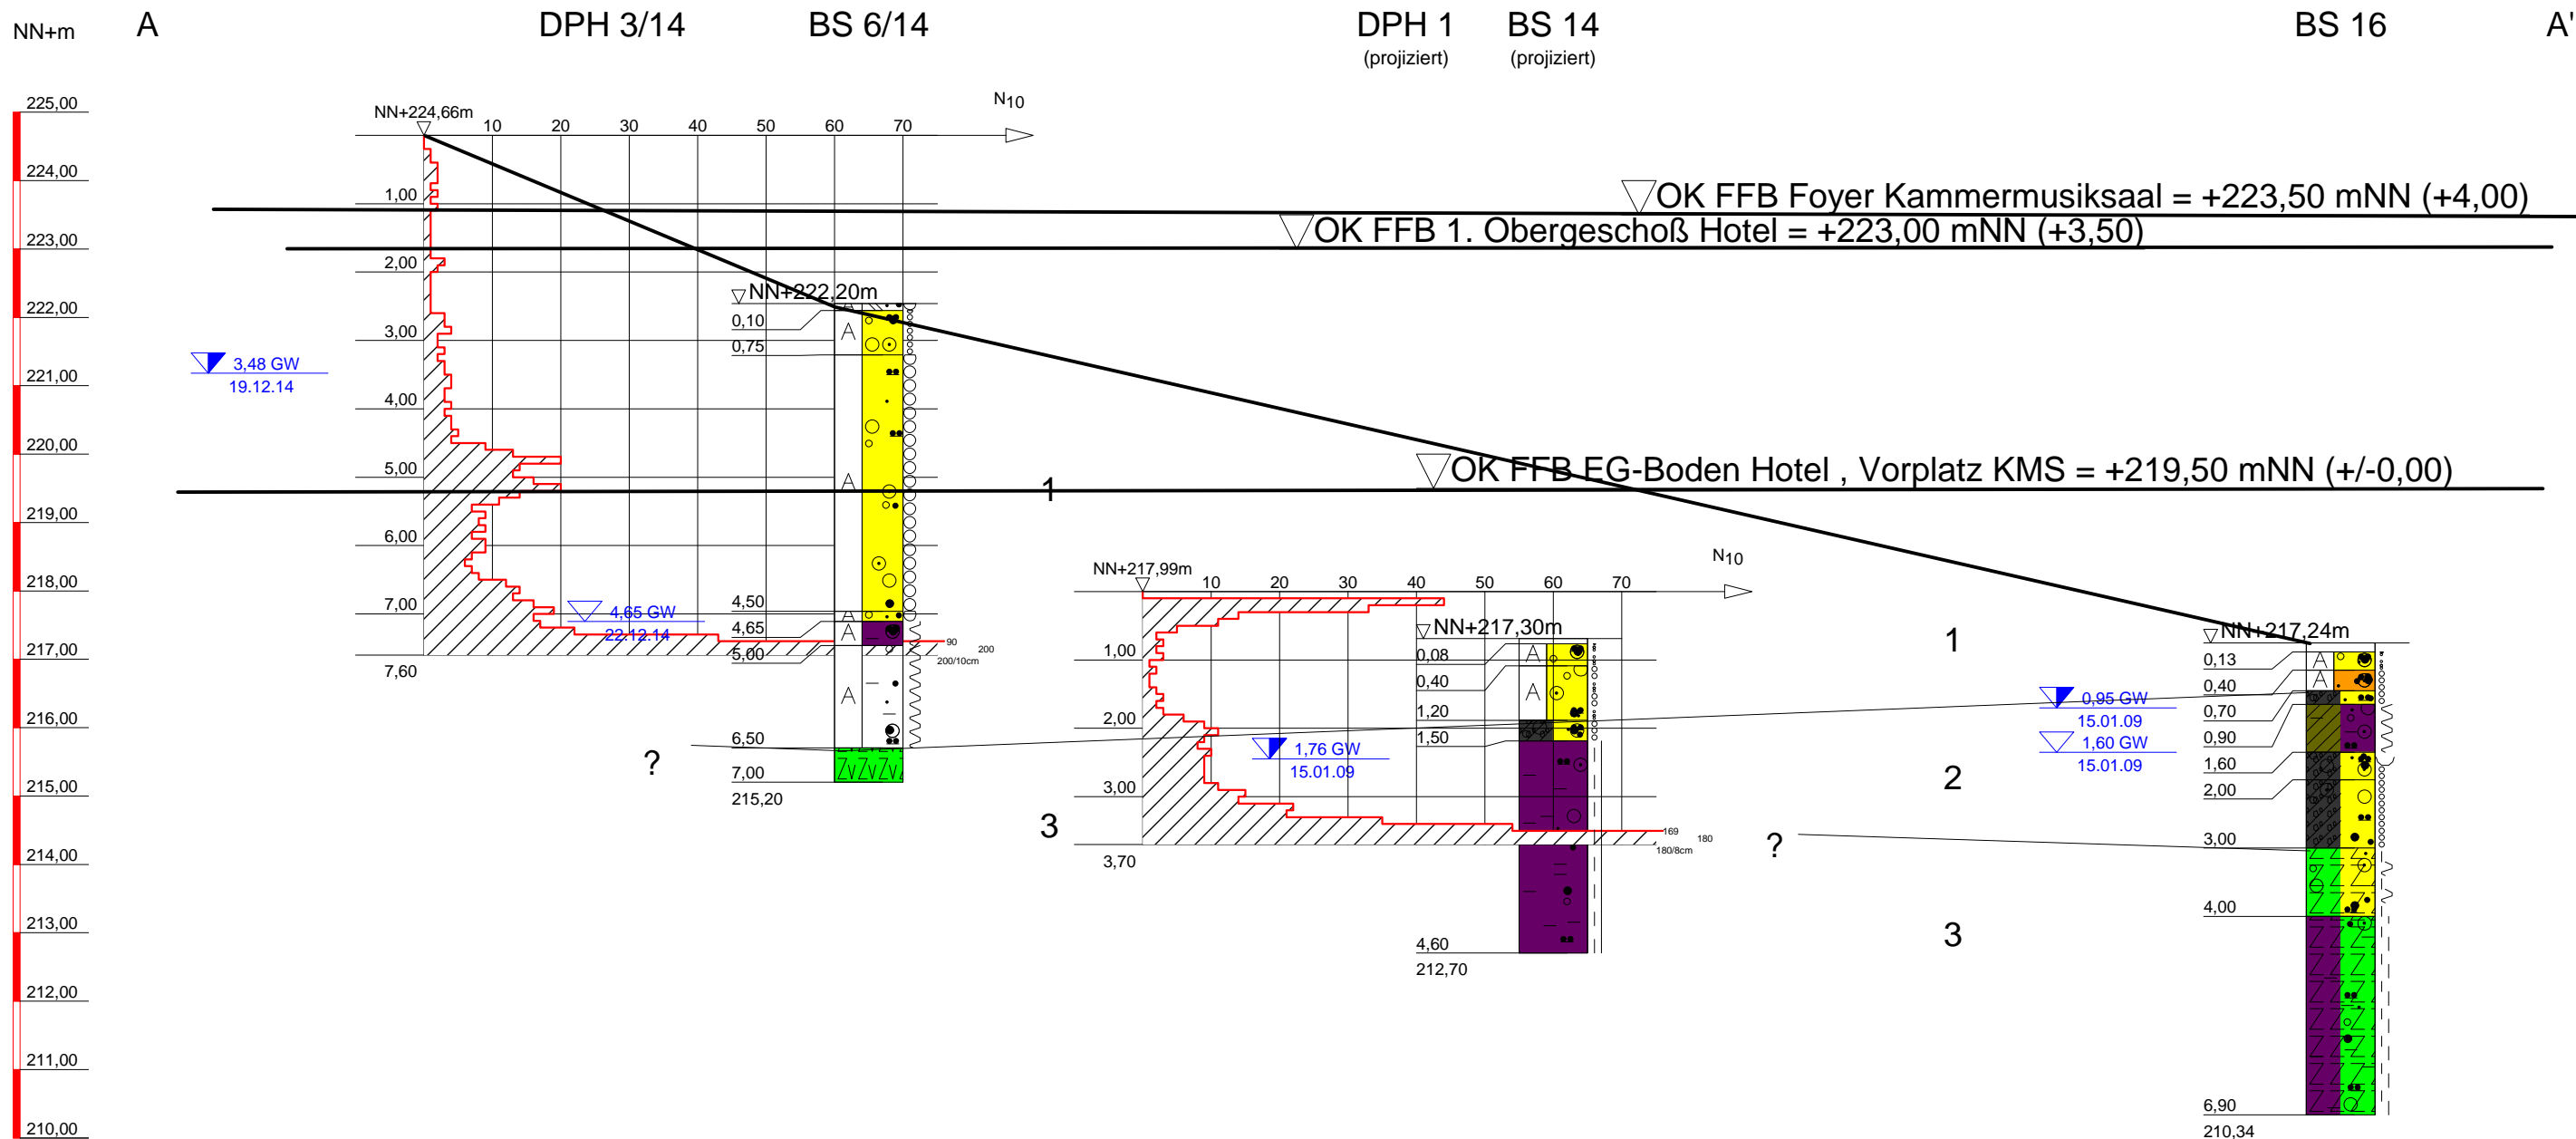 NN+m
A
DPH 3/14
BS 6/14
DPH 1
(projiziert)
BS 14
(projiziert)
BS 16
A'
225,00
224,00
223,00
222,00
221,00
220,00
219,00
218,00
217,00
216,00
215,00
214,00
213,00
212,00
211,00
210,00
NN+224,66m
10
20
30
40
50
60
70
N10
1,00
2,00
3,00
4,00
5,00
6,00
7,00
7,60
90
200
200/10cm
OK FFB Foyer Kammermusiksaal = +223,50 mNN (+4,00)
OK FFB 1. Obergeschoß Hotel = +223,00 mNN (+3,50)
OK FFB EG-Boden Hotel , Vorplatz KMS = +219,50 mNN (+/-0,00)
3,48 GW
19.12.14
4,65 GW
22.12.14
NN+222,20m
0,10
0,75
4,50
4,65
5,00
6,50
7,00
215,20
A
A
A
A
A
A
?
1
3
NN+217,99m
10
20
30
40
50
60
70
N10
1,00
2,00
3,00
3,70
169
180
180/8cm
1,76 GW
15.01.09
NN+217,30m
0,08
0,40
1,20
1,50
4,60
212,70
A
A
?
1
2
3
0,95 GW
15.01.09
1,60 GW
15.01.09
NN+217,24m
0,13
0,40
0,70
0,90
1,60
2,00
3,00
4,00
6,90
210,34
A
A